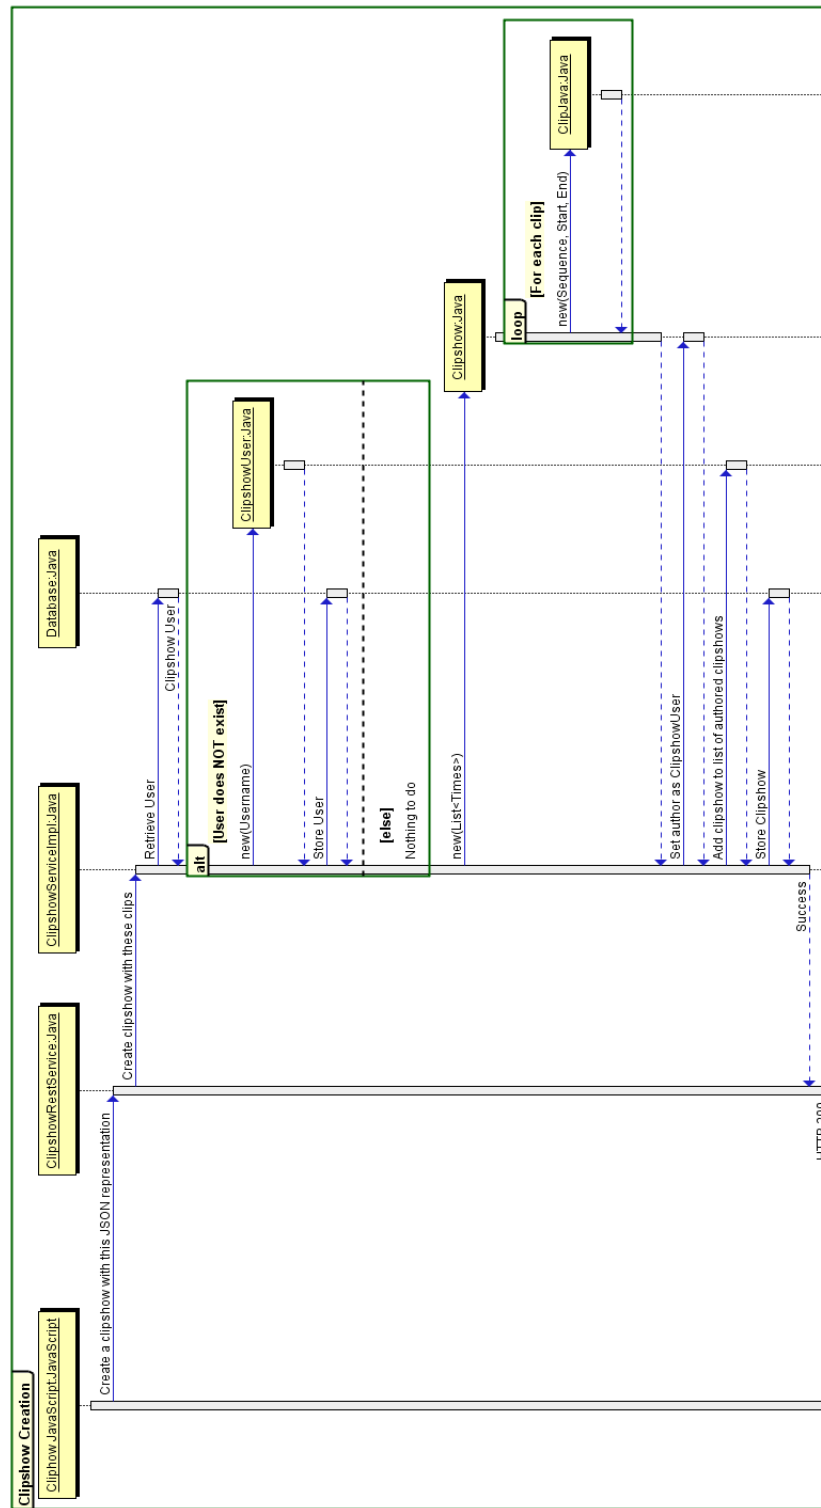 Clipshow Creation
Cliphow JavaScript:JavaScript
ClipshowRestService:Java
ClipshowServiceImpl:Java
Database:Java
Create a clipshow with this JSON representation
Create clipshow with these clips
Retrieve User
Clipshow User
alt
[User does NOT exist]
new(Username)
ClipshowUser:Java
Store User
[else]
Nothing to do
new(List<Times>)
Clipshow:Java
loop
[For each clip]
new(Sequence, Start, End)
ClipJava:Java
Set author as ClipshowUser
Add clipshow to list of authored clipshows
Store Clipshow
Success
HTTP 200